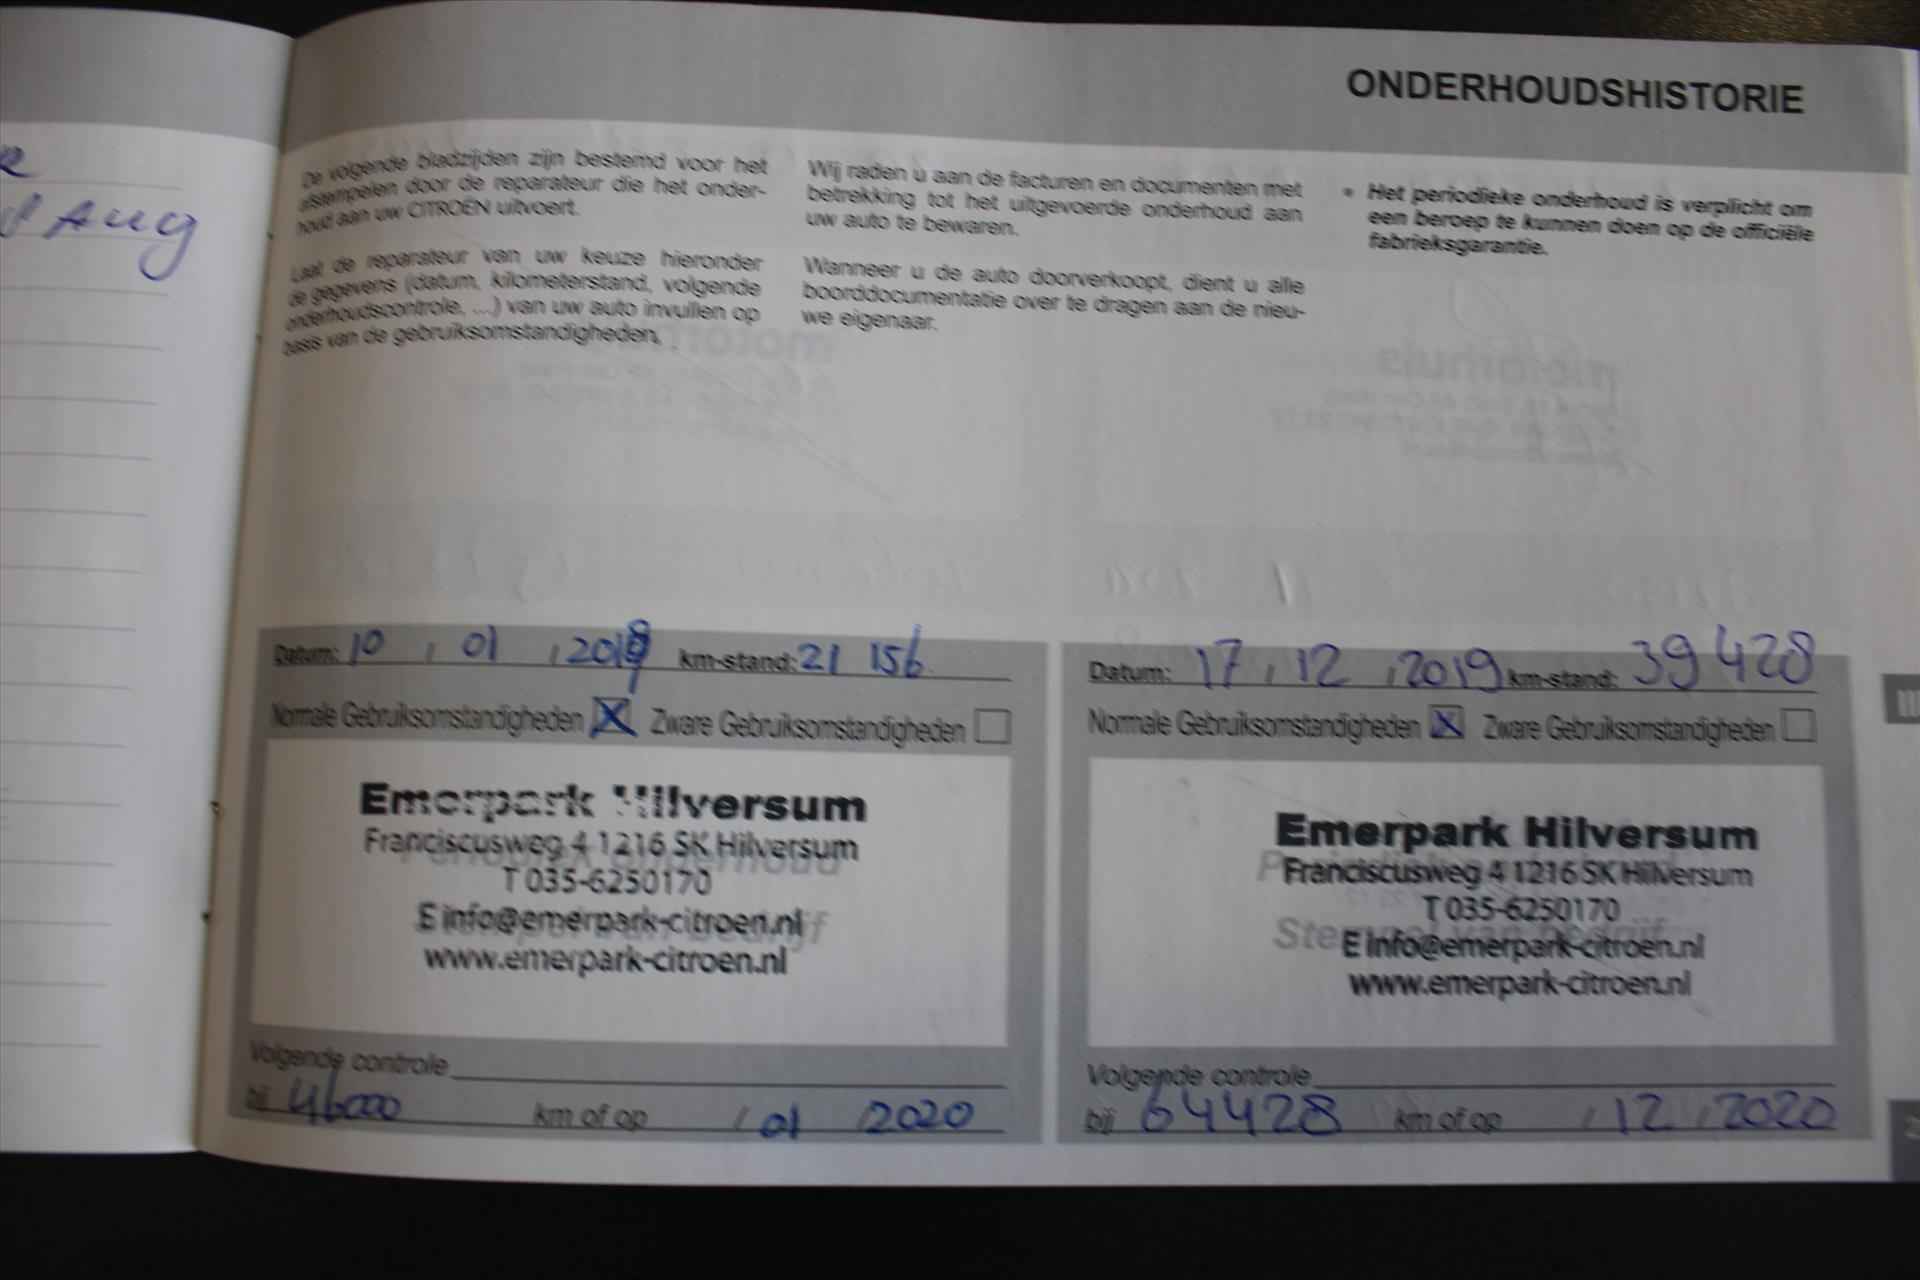 ONDERHOUDSHISTORIE
Aug
De volgende bladzijden zijn bestemd voor het
afstempelen door de reparateur die het onder-
houd aan uw CITROËN uitvoert.
Laat de reparateur van uw keuze hieronder
de gegevens (datum, kilometerstand, volgende
onderhoudscontrole, ...) van uw auto invullen op
basis van de gebruiksomstandigheden.
Wij raden u aan de facturen en documenten met
betrekking tot het uitgevoerde onderhoud aan
uw auto te bewaren.
Wanneer u de auto doorverkoopt, dient u alle
boorddocumentatie over te dragen aan de nieu-
we eigenaar.
• Het periodieke onderhoud is verplicht om
een beroep te kunnen doen op de officiële
fabrieksgarantie.
Datum: 10 / 01 / 2019 km-stand: 21 156
Normale Gebruiksomstandigheden X Zware Gebruiksomstandigheden
Emerpark Hilversum
Franciscusweg 4 1216 SK Hilversum
T 035-6250170
E info@emerpark-citroen.nl
www.emerpark-citroen.nl
Volgende controle
bij 46000 km of op / 01 / 2020
Datum: 17 / 12 / 2019 km-stand: 39 428
Normale Gebruiksomstandigheden X Zware Gebruiksomstandigheden
Emerpark Hilversum
Franciscusweg 4 1216 SK Hilversum
T 035-6250170
E info@emerpark-citroen.nl
www.emerpark-citroen.nl
Volgende controle
bij 64428 km of op / 12 / 2020
III